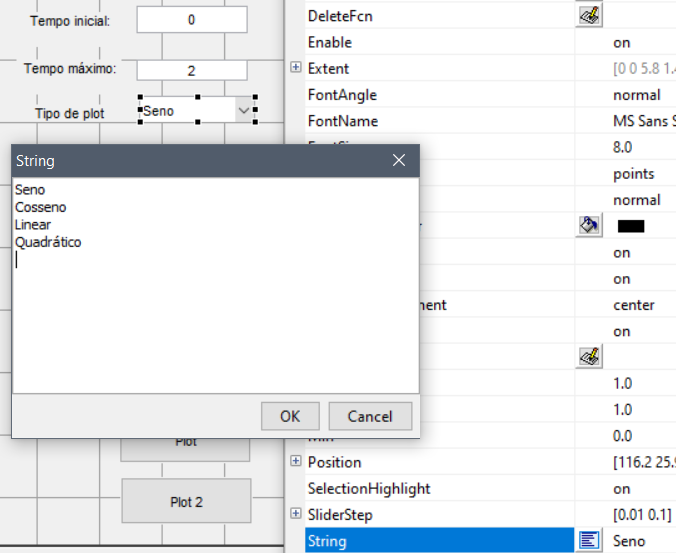 Tempo inicial:
0
Tempo máximo:
2
Tipo de plot
Seno
String
Seno
Cosseno
Linear
Quadrático
OK
Cancel
Plot
Plot 2
DeleteFcn
Enable
on
Extent
[0 0 5.8 1.4
FontAngle
normal
FontName
MS Sans S
8.0
points
normal
on
on
ment
center
on
1.0
1.0
Min
0.0
Position
[116.2 25.9
SelectionHighlight
on
SliderStep
[0.01 0.1]
String
Seno